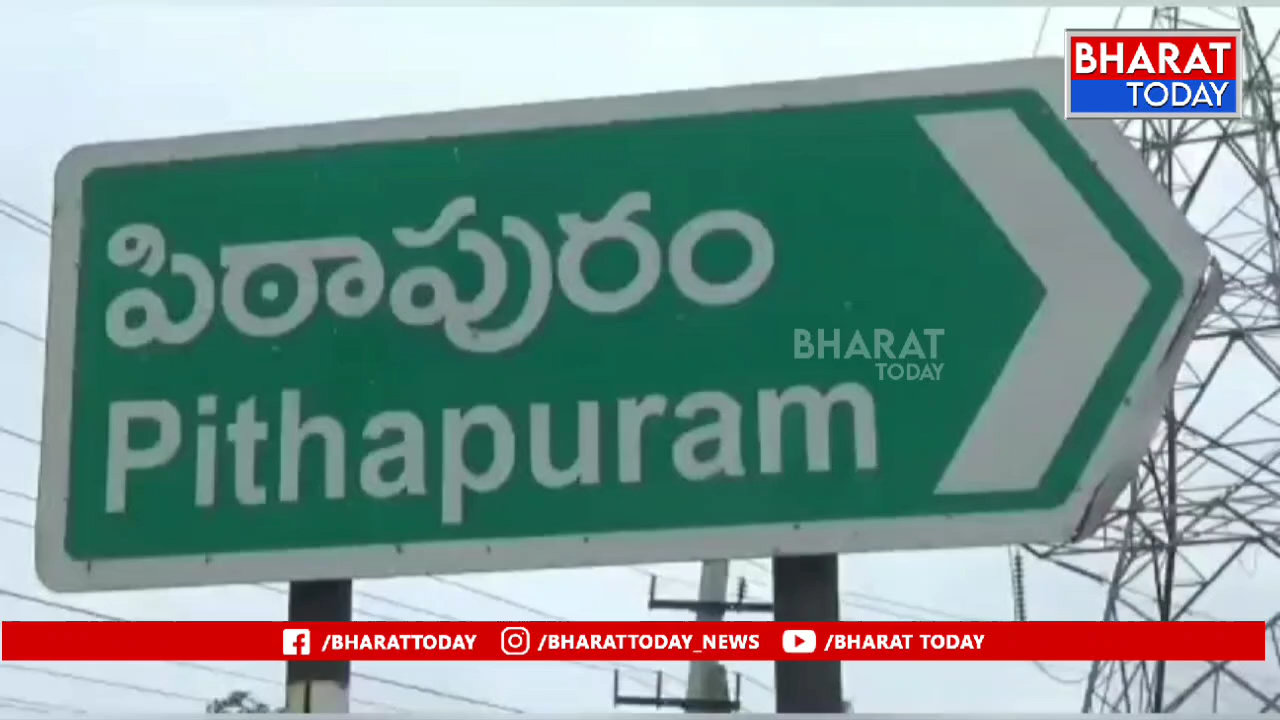 BHARAT
TODAY
పిఠాపురం
BHARAT
TODAY
Pithapuram
/BHARATTODAY /BHARATTODAY_NEWS /BHARAT TODAY